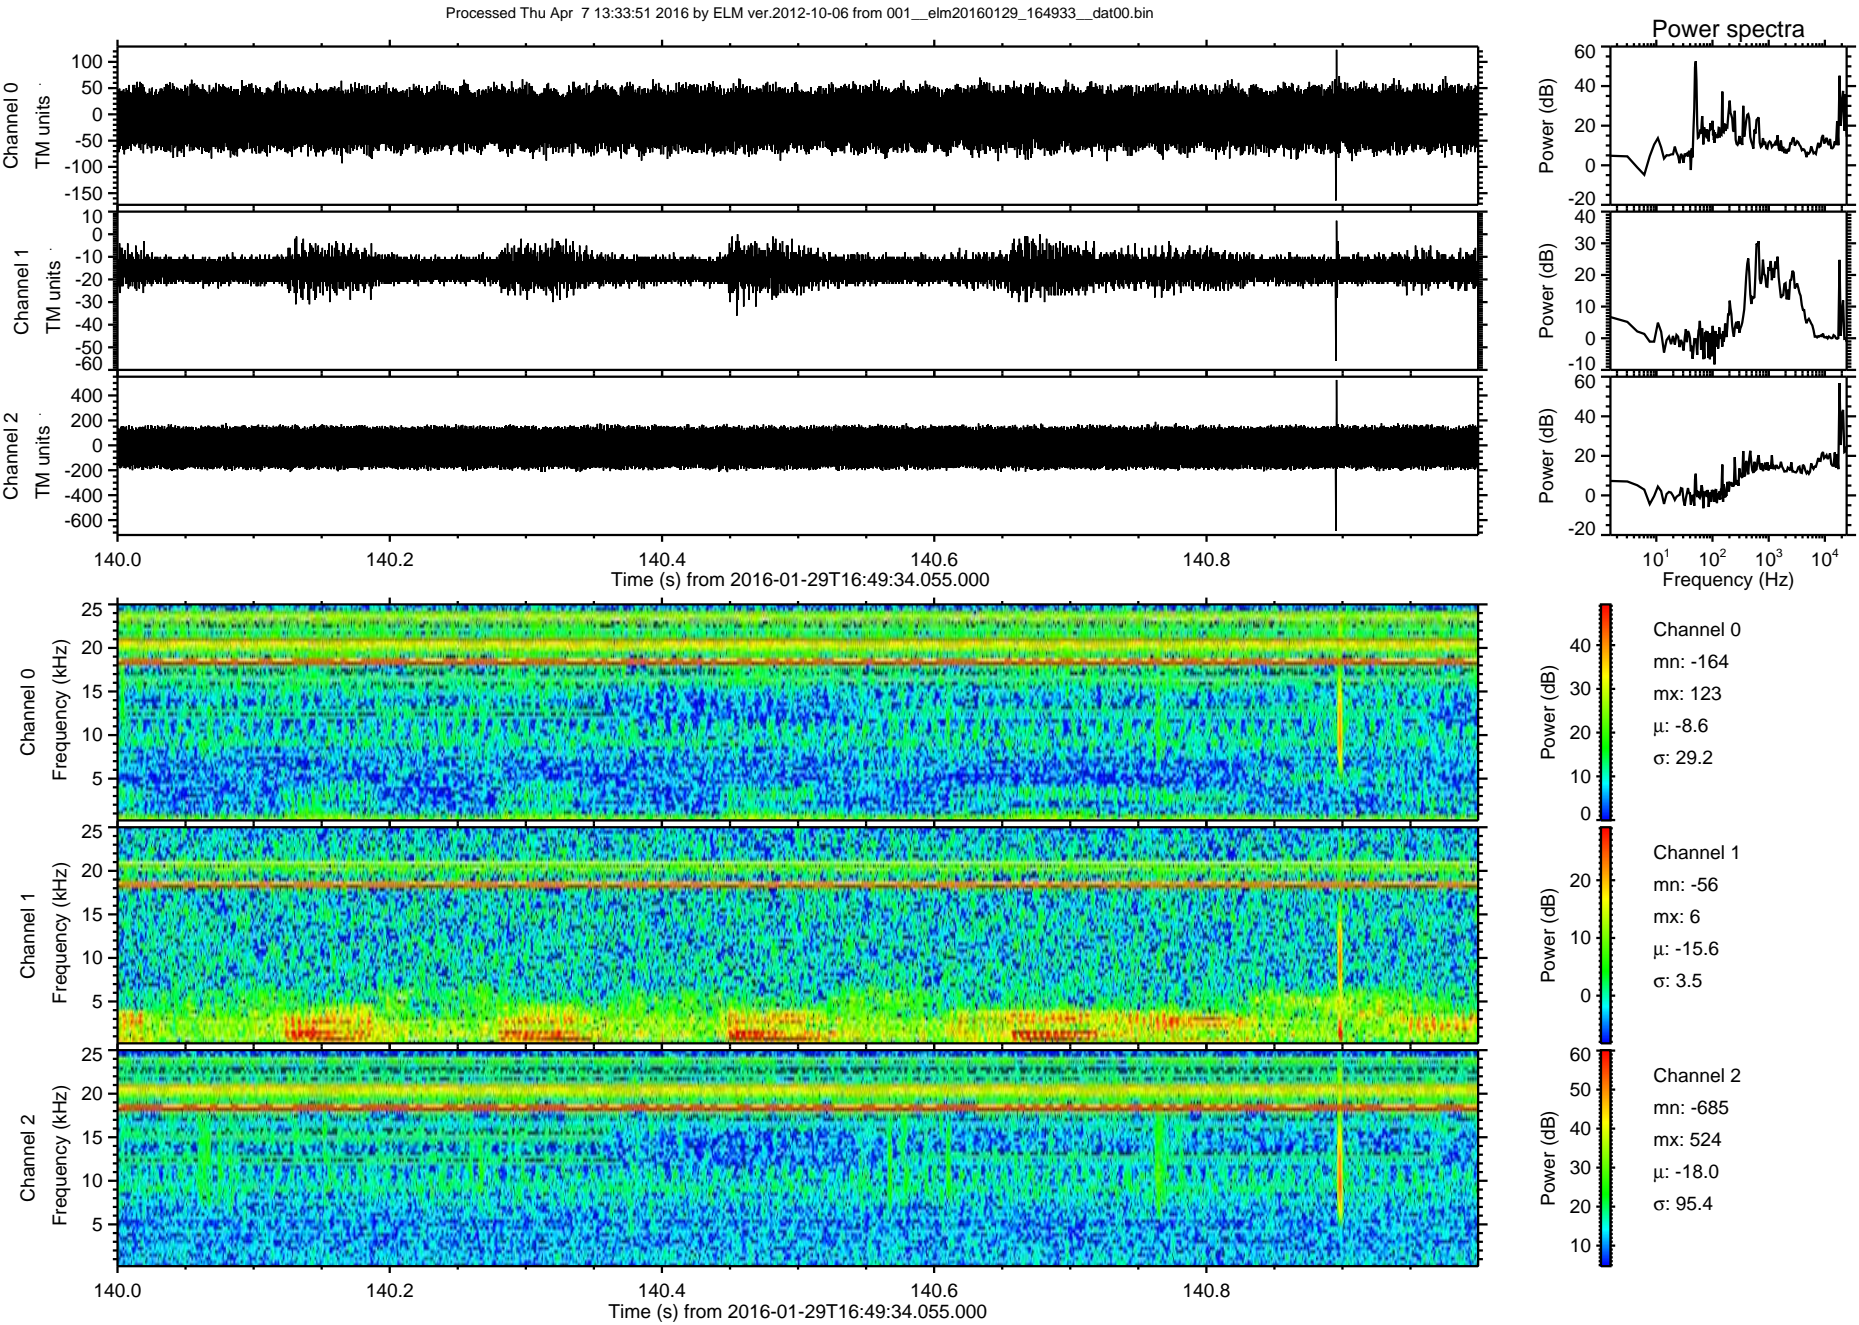 Processed Thu Apr  7 13:33:51 2016 by ELM ver.2012-10-06 from 001__elm20160129_164933__dat00.bin
Power spectra
Channel 0
TM units
100
50
0
-50
-100
-150
Power (dB)
60
40
20
0
-20
Channel 1
TM units
10
0
-10
-20
-30
-40
-50
-60
Power (dB)
40
30
20
10
0
-10
Channel 2
TM units
400
200
0
-200
-400
-600
Power (dB)
60
40
20
0
-20
140.0 140.2 140.4 140.6 140.8
Time (s) from 2016-01-29T16:49:34.055.000
10^1 10^2 10^3 10^4
Frequency (Hz)
Channel 0
Frequency (kHz)
25
20
15
10
5
Power (dB)
40
30
20
10
0
Channel 0
mn: -164
mx: 123
μ: -8.6
σ: 29.2
Channel 1
Frequency (kHz)
25
20
15
10
5
Power (dB)
20
10
0
Channel 1
mn: -56
mx: 6
μ: -15.6
σ: 3.5
Channel 2
Frequency (kHz)
25
20
15
10
5
Power (dB)
60
50
40
30
20
10
Channel 2
mn: -685
mx: 524
μ: -18.0
σ: 95.4
140.0 140.2 140.4 140.6 140.8
Time (s) from 2016-01-29T16:49:34.055.000